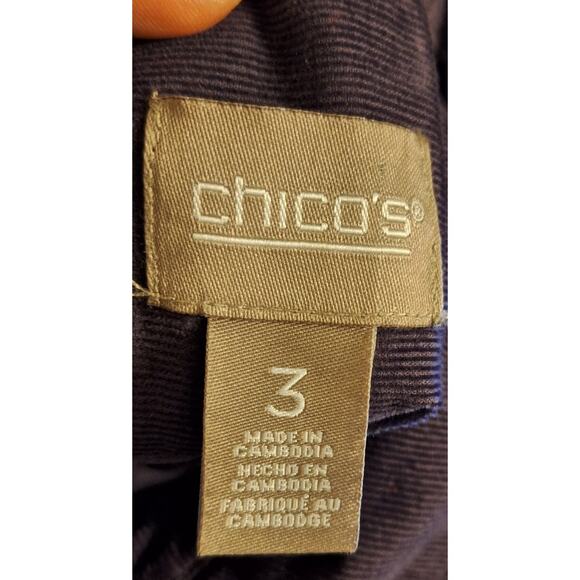 chico's®
3
MADE IN
CAMBODIA
HECHO EN
CAMBODIA
FABRIQUÉ AU
CAMBODGE